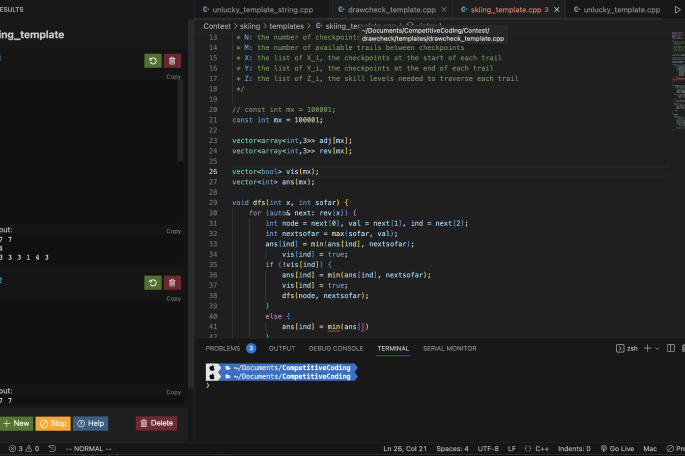 RESULTS
unlucky_template_string.cpp
drawcheck_template.cpp
skiing_template.cpp 3
unlucky_template.cpp
Contest > skiing > templates > skiing_template.cpp >
~/Documents/CompetitiveCoding/Contest/
drawcheck/templates/drawcheck_template.cpp
skiing_template
Copy
put:
Copy
7 7
4
3 3 3 1 4 3
2
Copy
put:
Copy
7 7
+ New
Stop
Help
Delete
13 * N: the number of checkpoints
14 * M: the number of available trails between checkpoints
15 * X: the list of X_i, the checkpoints at the start of each trail
16 * Y: the list of Y_i, the checkpoints at the end of each trail
17 * Z: the list of Z_i, the skill levels needed to traverse each trail
18 */
19
20 // const int mx = 100001;
21 const int mx = 100001;
22
23 vector<array<int,3>> adj[mx];
24 vector<array<int,3>> rev[mx];
25
26 vector<bool> vis(mx);
27 vector<int> ans(mx);
28
29 void dfs(int x, int sofar) {
30 for (auto& next: rev[x]) {
31 int node = next[0], val = next[1], ind = next[2];
32 int nextsofar = max(sofar, val);
33 ans[ind] = min(ans[ind], nextsofar);
34 vis[ind] = true;
35 if (!vis[ind]) {
36 ans[ind] = min(ans[ind], nextsofar);
37 vis[ind] = true;
38 dfs(node, nextsofar);
39 }
40 else {
41 ans[ind] = min(ans[])
42 }
PROBLEMS 3 OUTPUT DEBUG CONSOLE TERMINAL SERIAL MONITOR
zsh
~/Documents/CompetitiveCoding
~/Documents/CompetitiveCoding
3 0
-- NORMAL --
Ln 26, Col 21 Spaces: 4 UTF-8 LF {} C++ Indents: 0 Go Live Mac